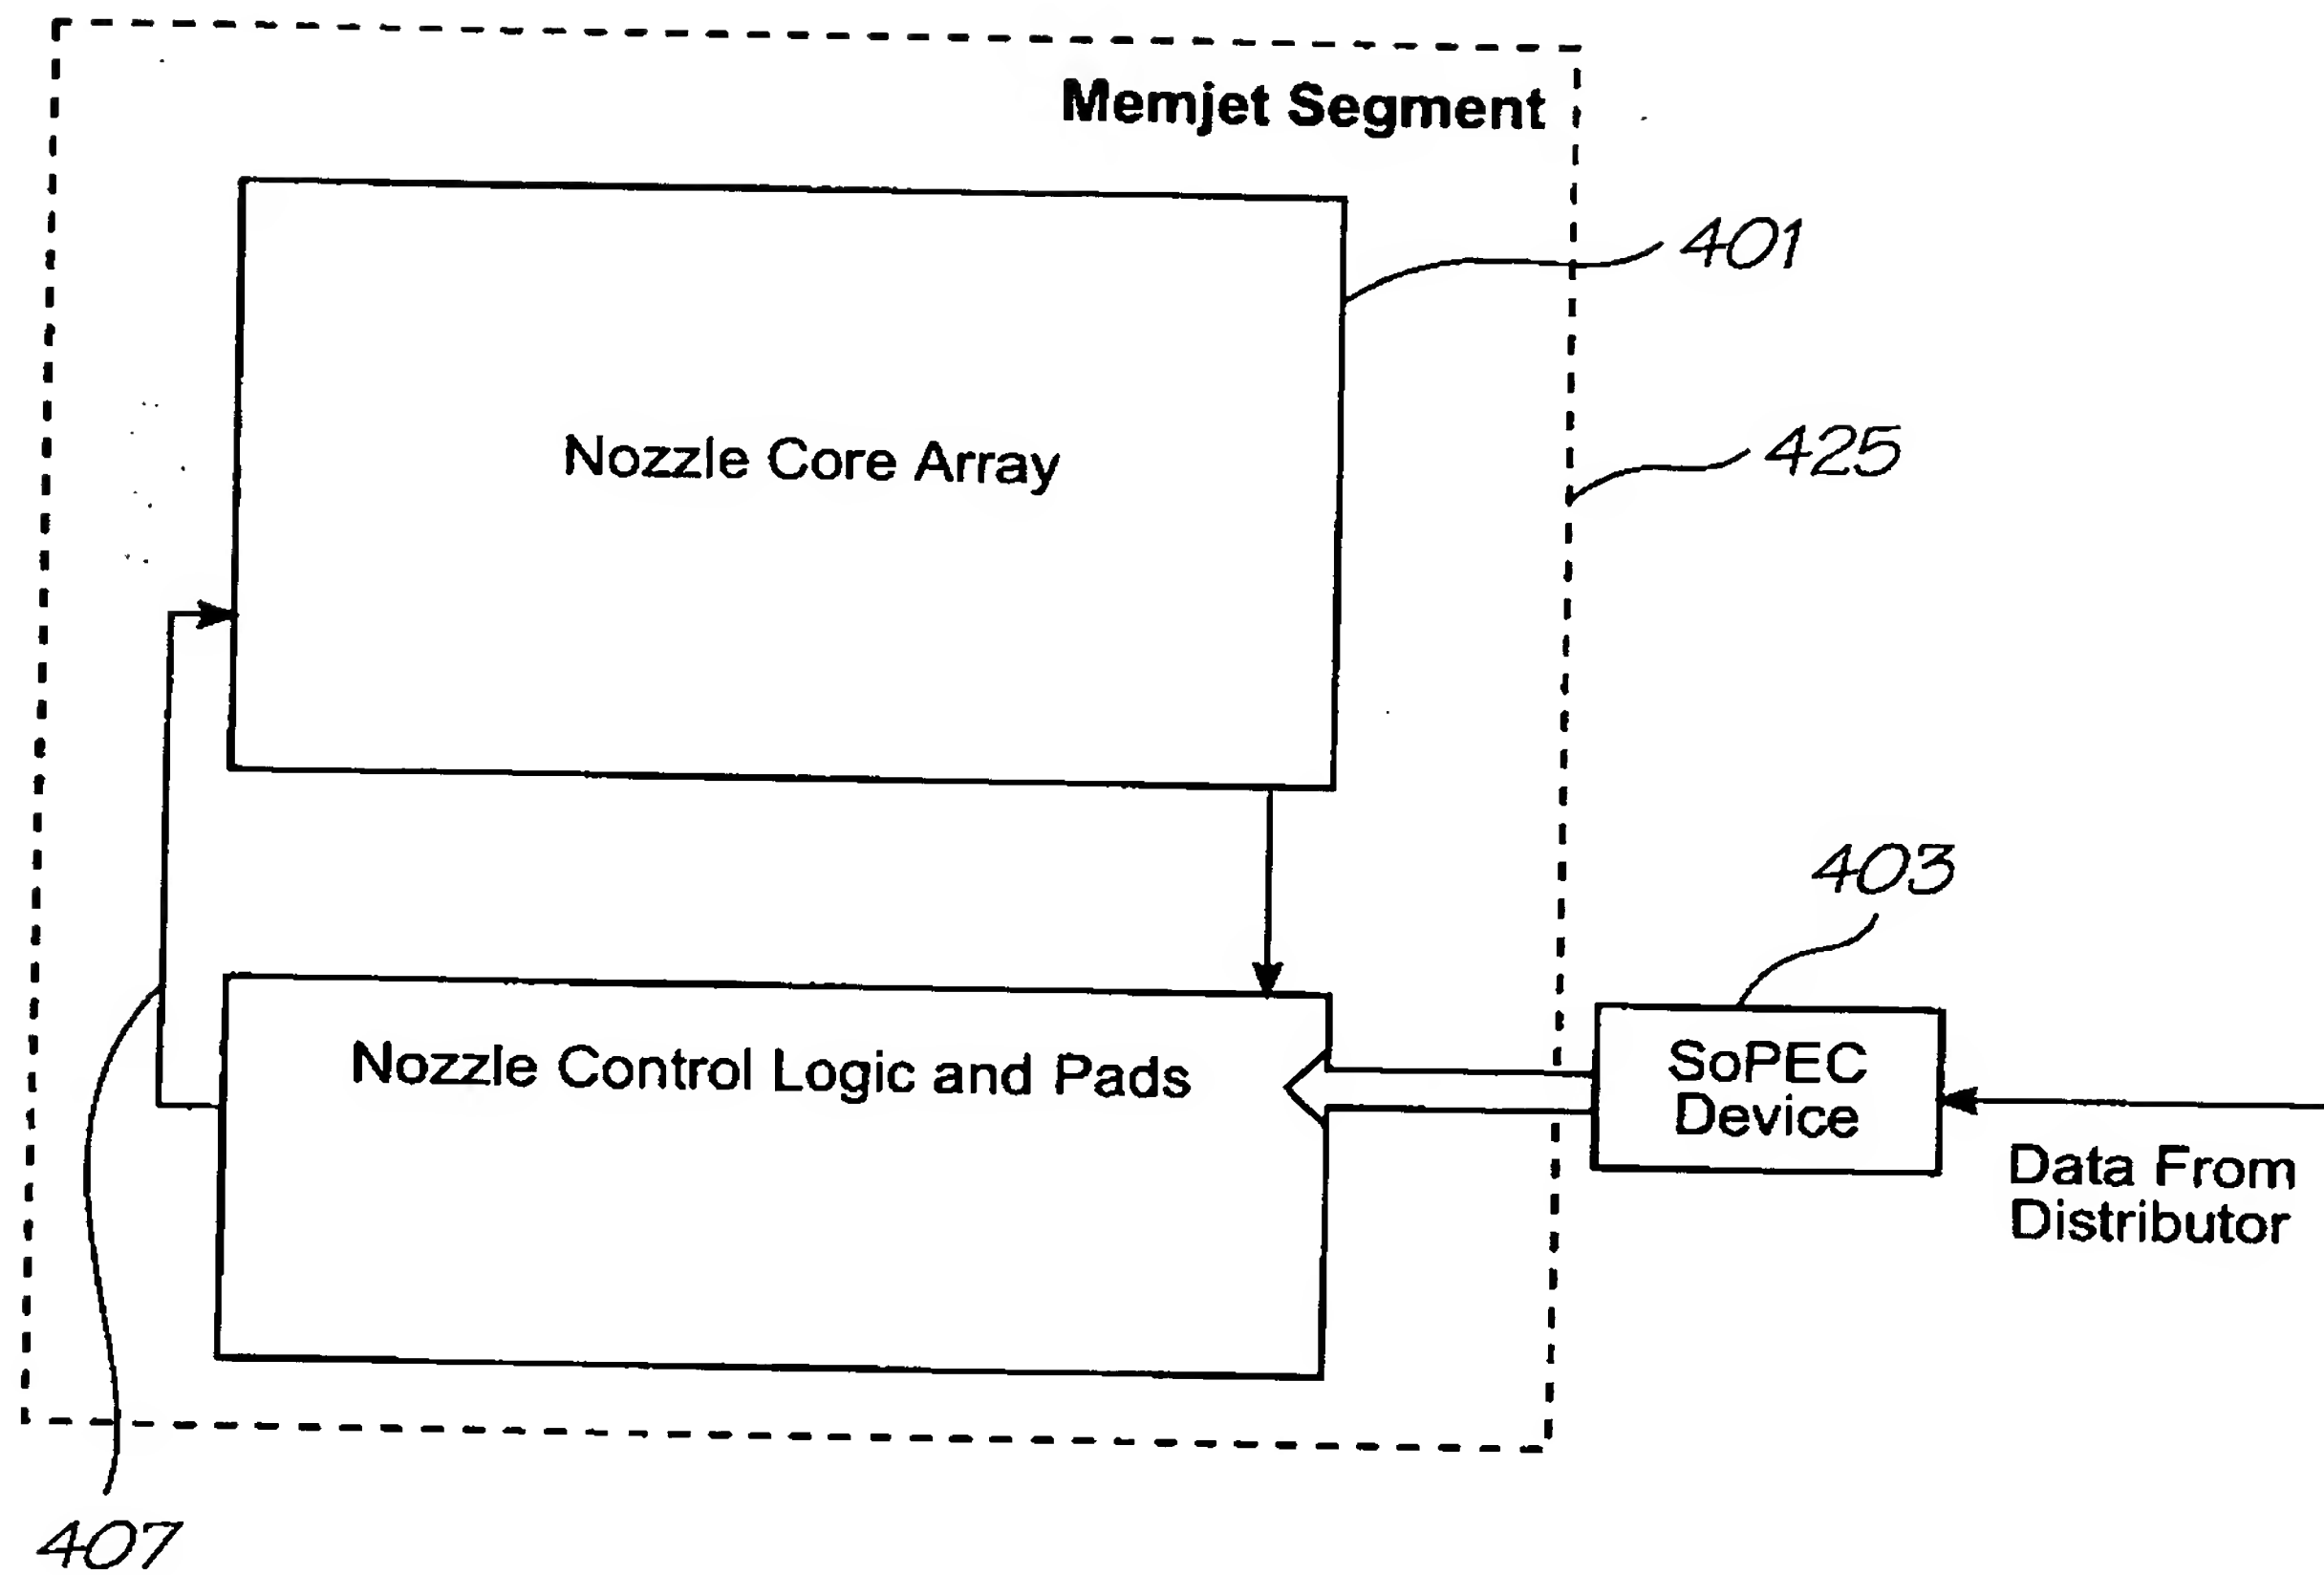 Memjet Segment
401
Nozzle Core Array
425
403
Nozzle Control Logic and Pads
SoPEC
Device
Data From
Distributor
407